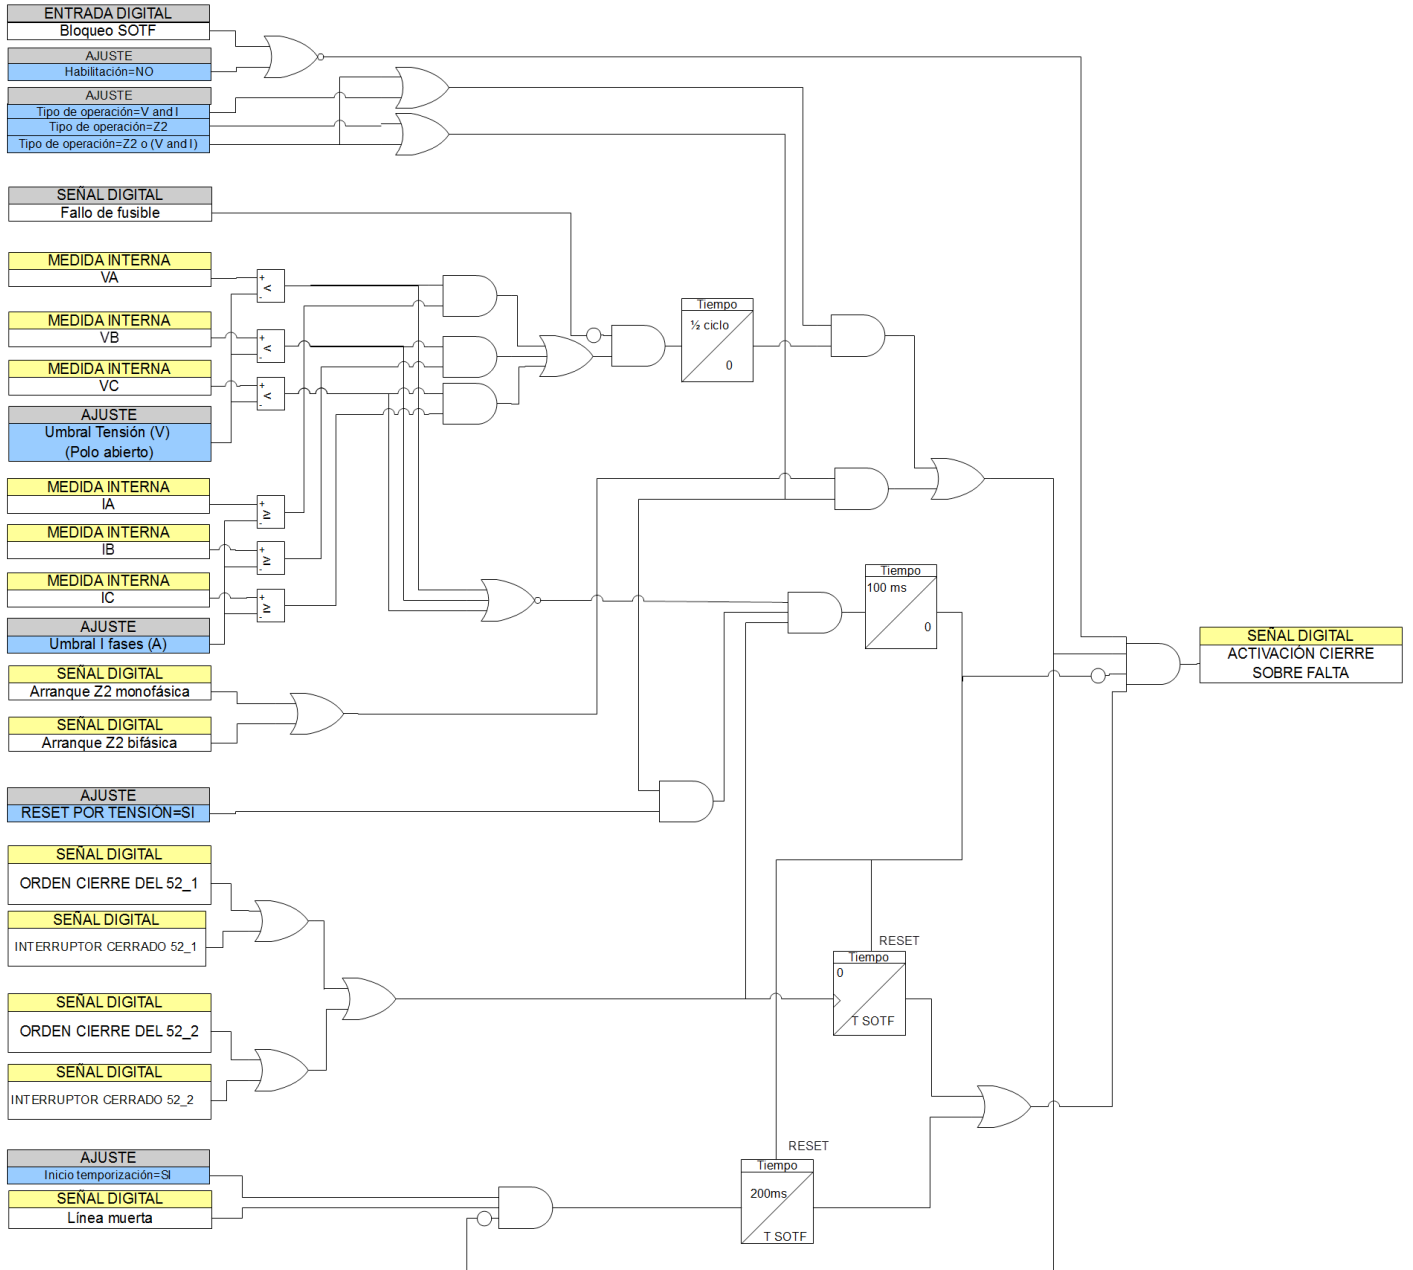 ENTRADA DIGITAL
Bloqueo SOTF
AJUSTE
Habilitación=NO
AJUSTE
Tipo de operación=V and I
Tipo de operación=Z2
Tipo de operación=Z2 o (V and I)
SEÑAL DIGITAL
Fallo de fusible
MEDIDA INTERNA
VA
+
<
-
MEDIDA INTERNA
VB
+
<
-
MEDIDA INTERNA
VC
+
<
-
AJUSTE
Umbral Tensión (V)
(Polo abierto)
Tiempo
½ ciclo
0
MEDIDA INTERNA
IA
+
≥
-
MEDIDA INTERNA
IB
+
≥
-
MEDIDA INTERNA
IC
+
≥
-
AJUSTE
Umbral I fases (A)
Tiempo
100 ms
0
SEÑAL DIGITAL
ACTIVACIÓN CIERRE
SOBRE FALTA
SEÑAL DIGITAL
Arranque Z2 monofásica
SEÑAL DIGITAL
Arranque Z2 bifásica
AJUSTE
RESET POR TENSIÓN=SI
SEÑAL DIGITAL
ORDEN CIERRE DEL 52_1
SEÑAL DIGITAL
INTERRUPTOR CERRADO 52_1
RESET
Tiempo
0
T SOTF
SEÑAL DIGITAL
ORDEN CIERRE DEL 52_2
SEÑAL DIGITAL
INTERRUPTOR CERRADO 52_2
AJUSTE
Inicio temporización=SI
SEÑAL DIGITAL
Línea muerta
RESET
Tiempo
200ms
T SOTF